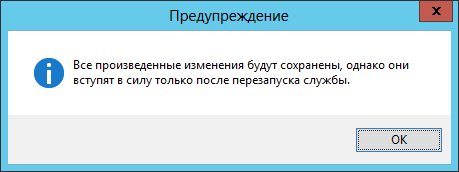 Предупреждение
Все произведенные изменения будут сохранены, однако они
вступят в силу только после перезапуска службы.
OK